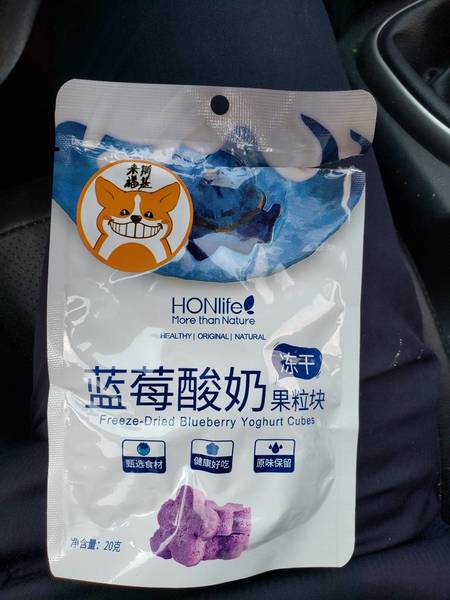 HONlife
More than Nature
HEALTHY | ORIGINAL | NATURAL
冻干
蓝莓酸奶果粒块
Freeze-Dried Blueberry Yoghurt Cubes
甄选食材 健康好吃 原味保留
净含量：20克